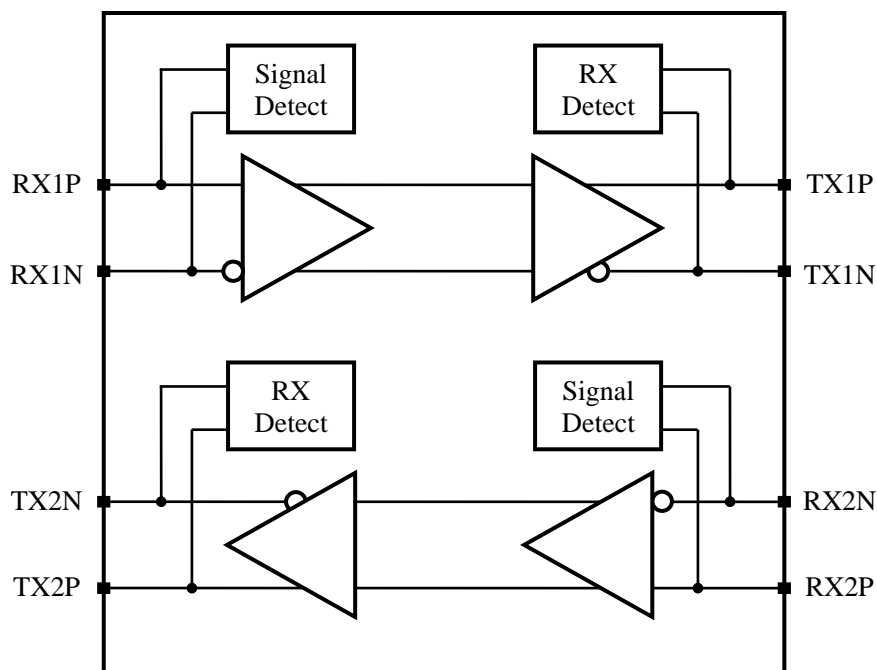 Signal
Detect
RX
Detect
RX1P
TX1P
RX1N
TX1N
RX
Detect
Signal
Detect
TX2N
RX2N
TX2P
RX2P